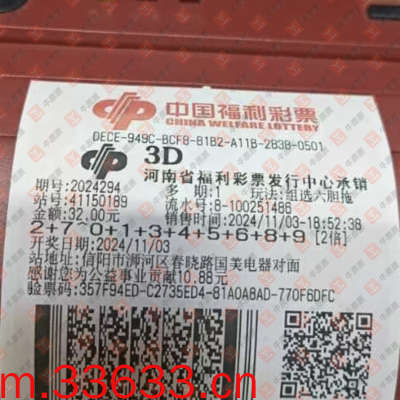 中国福利彩票
CHINA WELFARE LOTTERY
DECE-949C-BCFB-B1B2-A11B-2B3B-0501
3D
河南省福利彩票发行中心承销
期号:2024294 多期:1 玩法:组选六胆拖
站号:41150189 流水号:8-100251486
金额:32.00元 销售时间:2024/11/03-18:52:38
2+7~0+1+3+4+5+6+8+9 [2倍]
开奖日期:2024/11/03
站地址:信阳市浉河区春晓路国美电器对面
感谢您为公益事业贡献10.88元
验票码:357F94ED-C2735ED4-81A0A8AD-770F6DFC
m.33633.cn